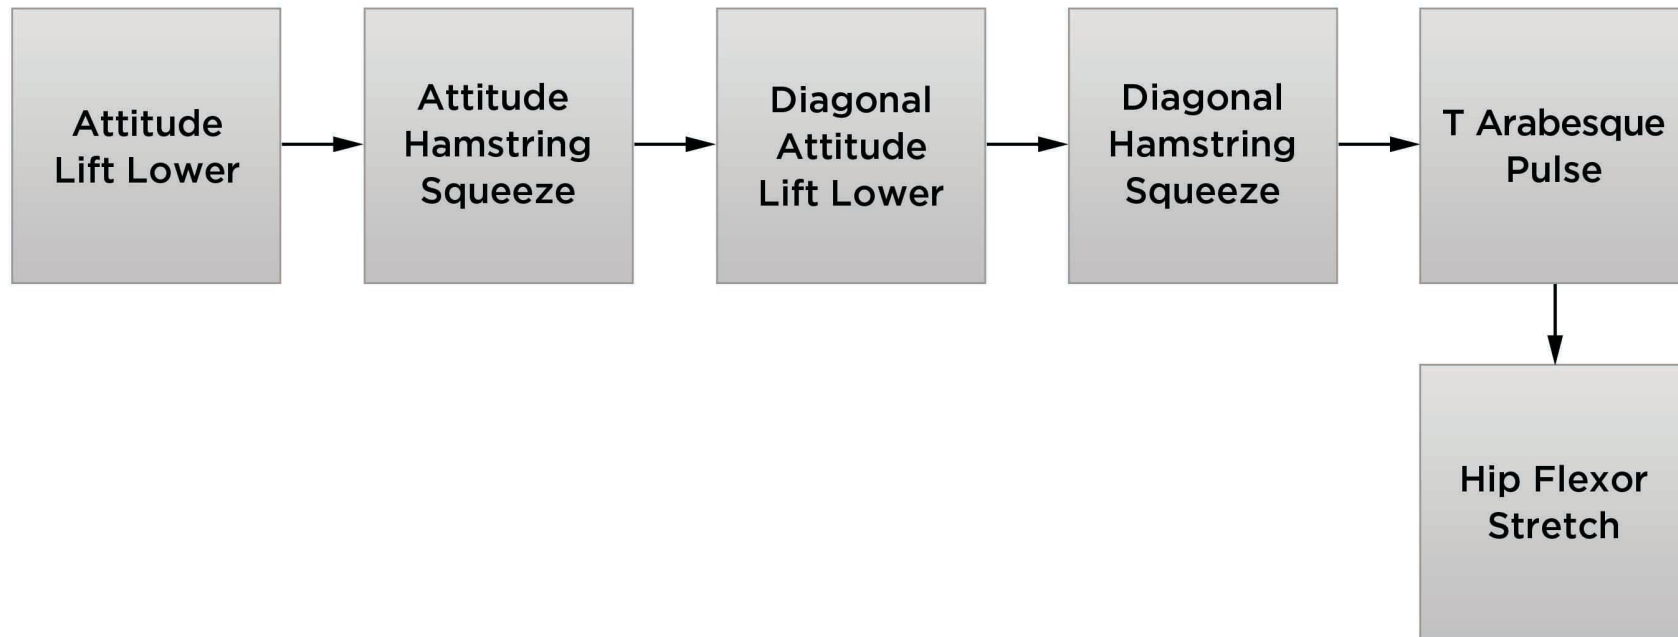 Attitude
Lift Lower
Attitude
Hamstring
Squeeze
Diagonal
Attitude
Lift Lower
Diagonal
Hamstring
Squeeze
T Arabesque
Pulse
Hip Flexor
Stretch